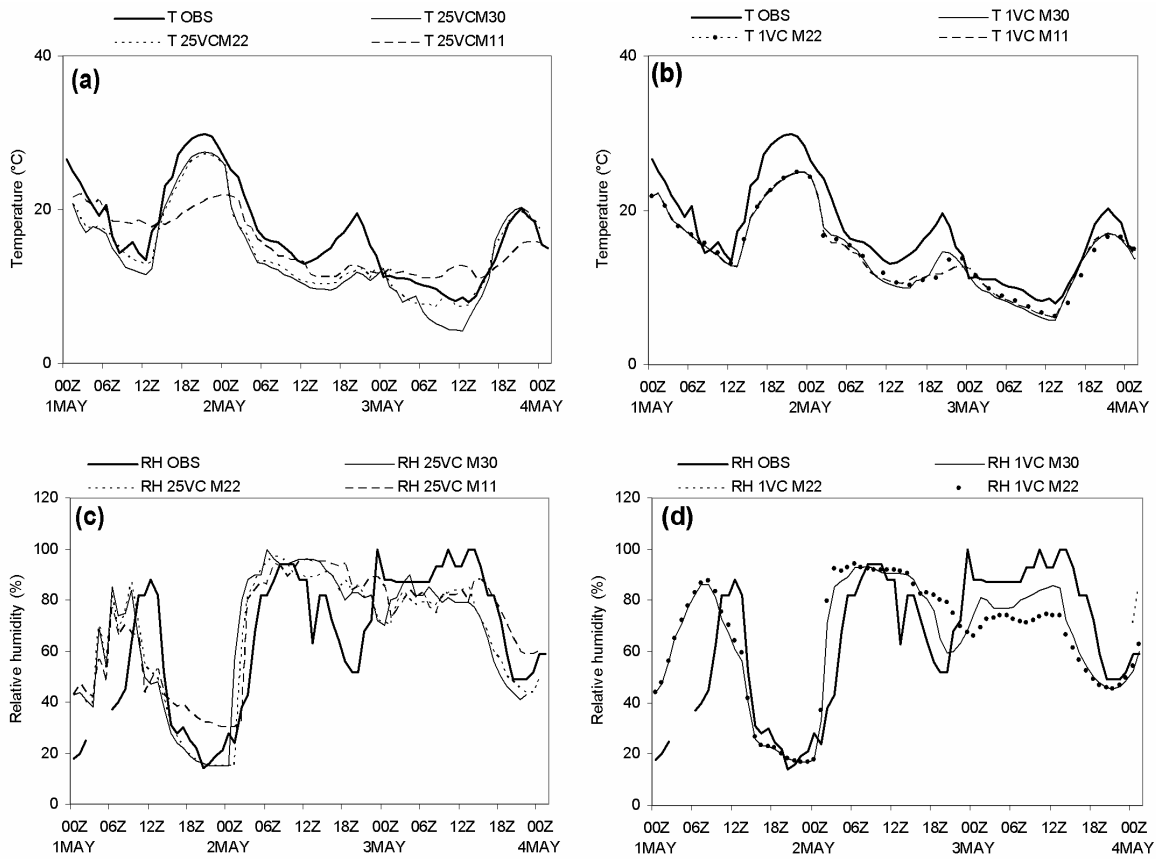 T OBS
T 25VCM30
T 25VCM22
T 25VCM11
(a)
40
20
0
Temperature (°C)
00Z 06Z 12Z 18Z 00Z 06Z 12Z 18Z 00Z 06Z 12Z 18Z 00Z
1MAY 2MAY 3MAY 4MAY
T OBS
T 1VC M30
T 1VC M22
T 1VC M11
(b)
40
20
0
Temperature (°C)
00Z 06Z 12Z 18Z 00Z 06Z 12Z 18Z 00Z 06Z 12Z 18Z 00Z
1MAY 2MAY 3MAY 4MAY
RH OBS
RH 25VC M30
RH 25VC M22
RH 25VC M11
(c)
120
100
80
60
40
20
0
Relative humidity (%)
00Z 06Z 12Z 18Z 00Z 06Z 12Z 18Z 00Z 06Z 12Z 18Z 00Z
1MAY 2MAY 3MAY 4MAY
RH OBS
RH 1VC M30
RH 1VC M22
RH 1VC M22
(d)
120
100
80
60
40
20
0
Relative humidity (%)
00Z 06Z 12Z 18Z 00Z 06Z 12Z 18Z 00Z 06Z 12Z 18Z 00Z
1MAY 2MAY 3MAY 4MAY